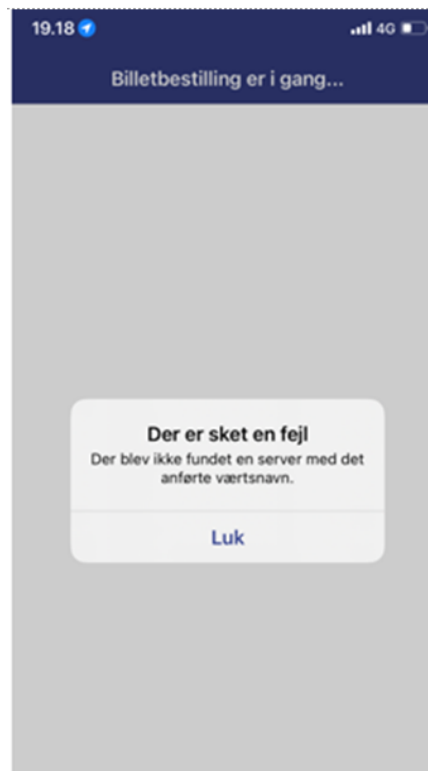 19.18
4G
Billetbestilling er i gang...
Der er sket en fejl
Der blev ikke fundet en server med det
anførte værtsnavn.
Luk